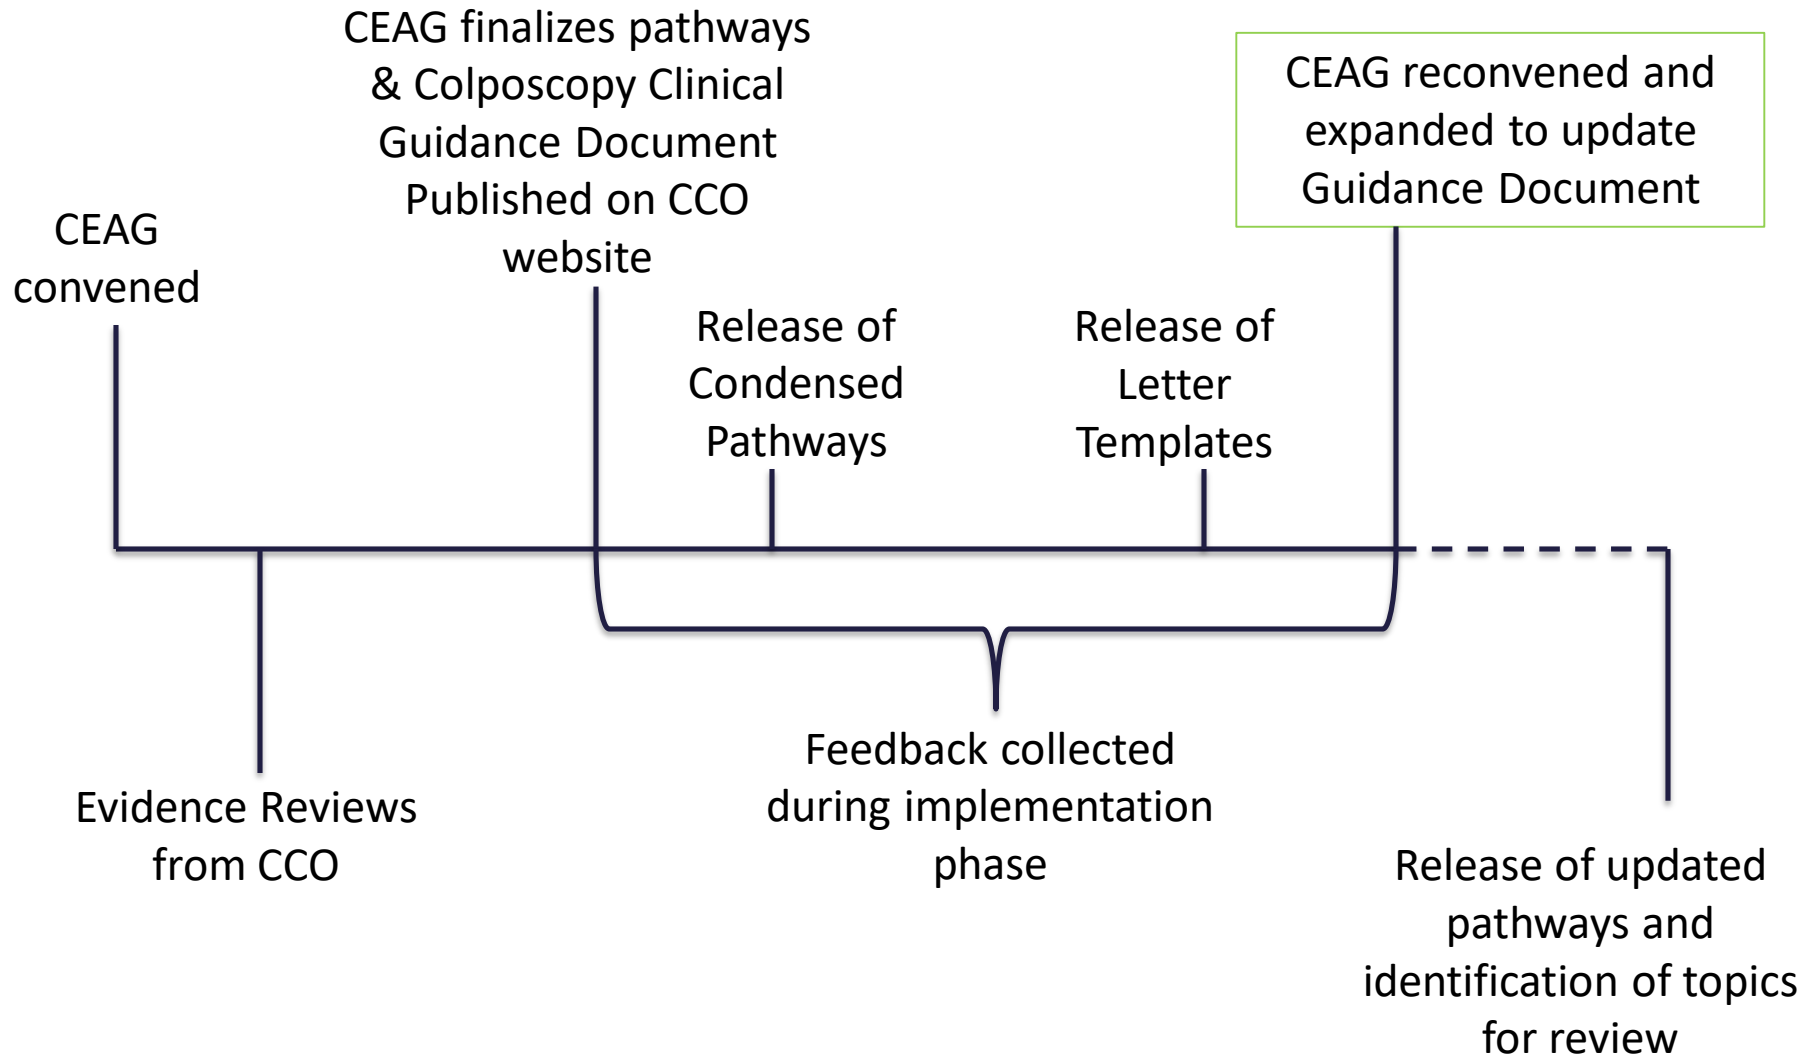 CEAG
convened
CEAG finalizes pathways
& Colposcopy Clinical
Guidance Document
Published on CCO
website
Release of
Condensed
Pathways
Release of
Letter
Templates
CEAG reconvened and
expanded to update
Guidance Document
Evidence Reviews
from CCO
Feedback collected
during implementation
phase
Release of updated
pathways and
identification of topics
for review